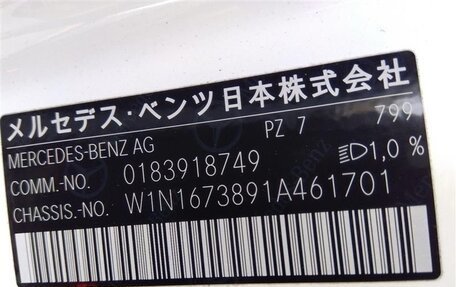 メルセデス・ベンツ日本株式会社
MERCEDES-BENZ AG PZ 7 799
COMM.-NO. 0183918749 1,0 %
CHASSIS.-NO. W1N1673891A461701